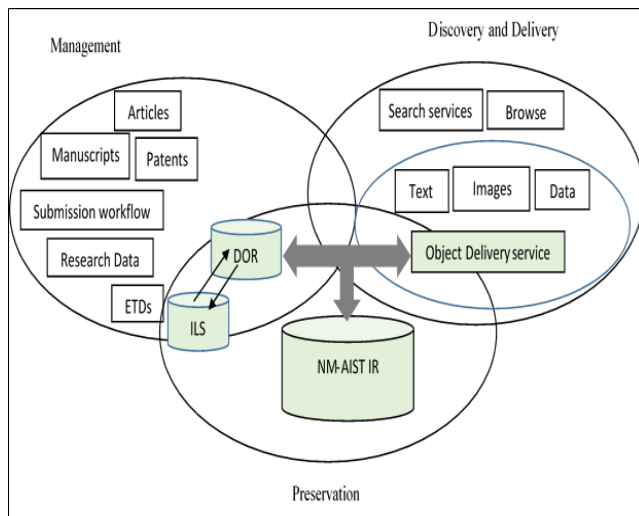 Management
Discovery and Delivery
Articles
Manuscripts
Patents
Submission workflow
Research Data
ETDs
DOR
ILS
Search services
Browse
Text
Images
Data
Object Delivery service
NM-AIST IR
Preservation